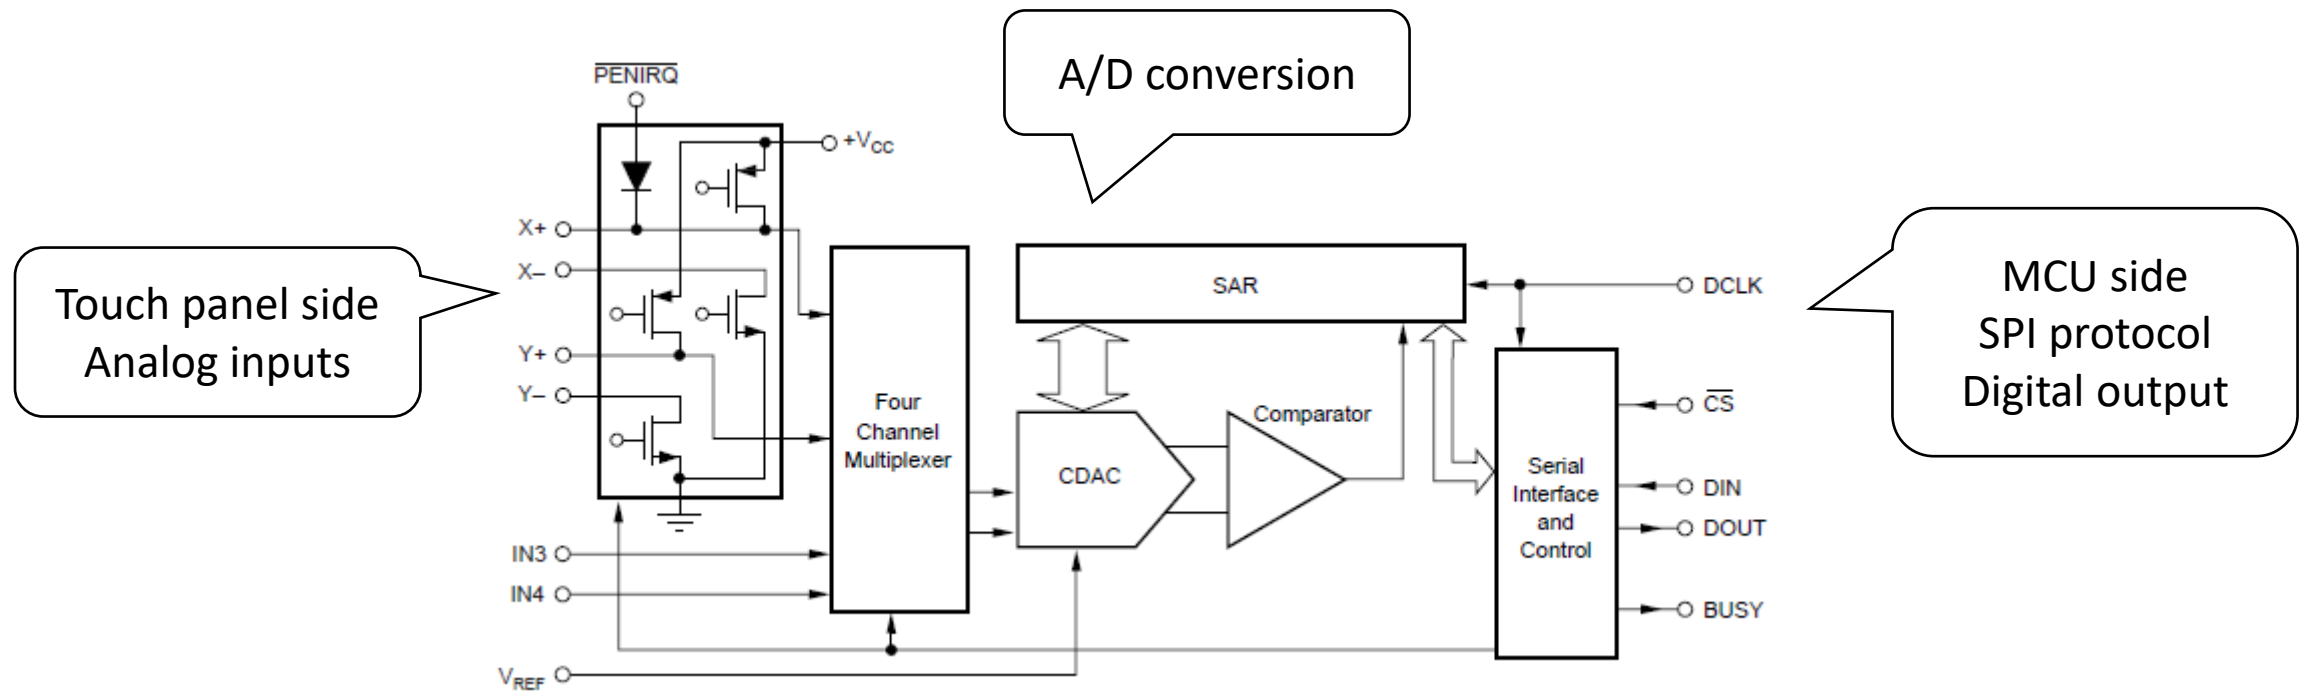 A/D conversion
PENIRQ
+VCC
X+
X–
Y+
Y–
Touch panel side
Analog inputs
Four
Channel
Multiplexer
IN3
IN4
VREF
SAR
CDAC
Comparator
Serial
Interface
and
Control
DCLK
CS
DIN
DOUT
BUSY
MCU side
SPI protocol
Digital output